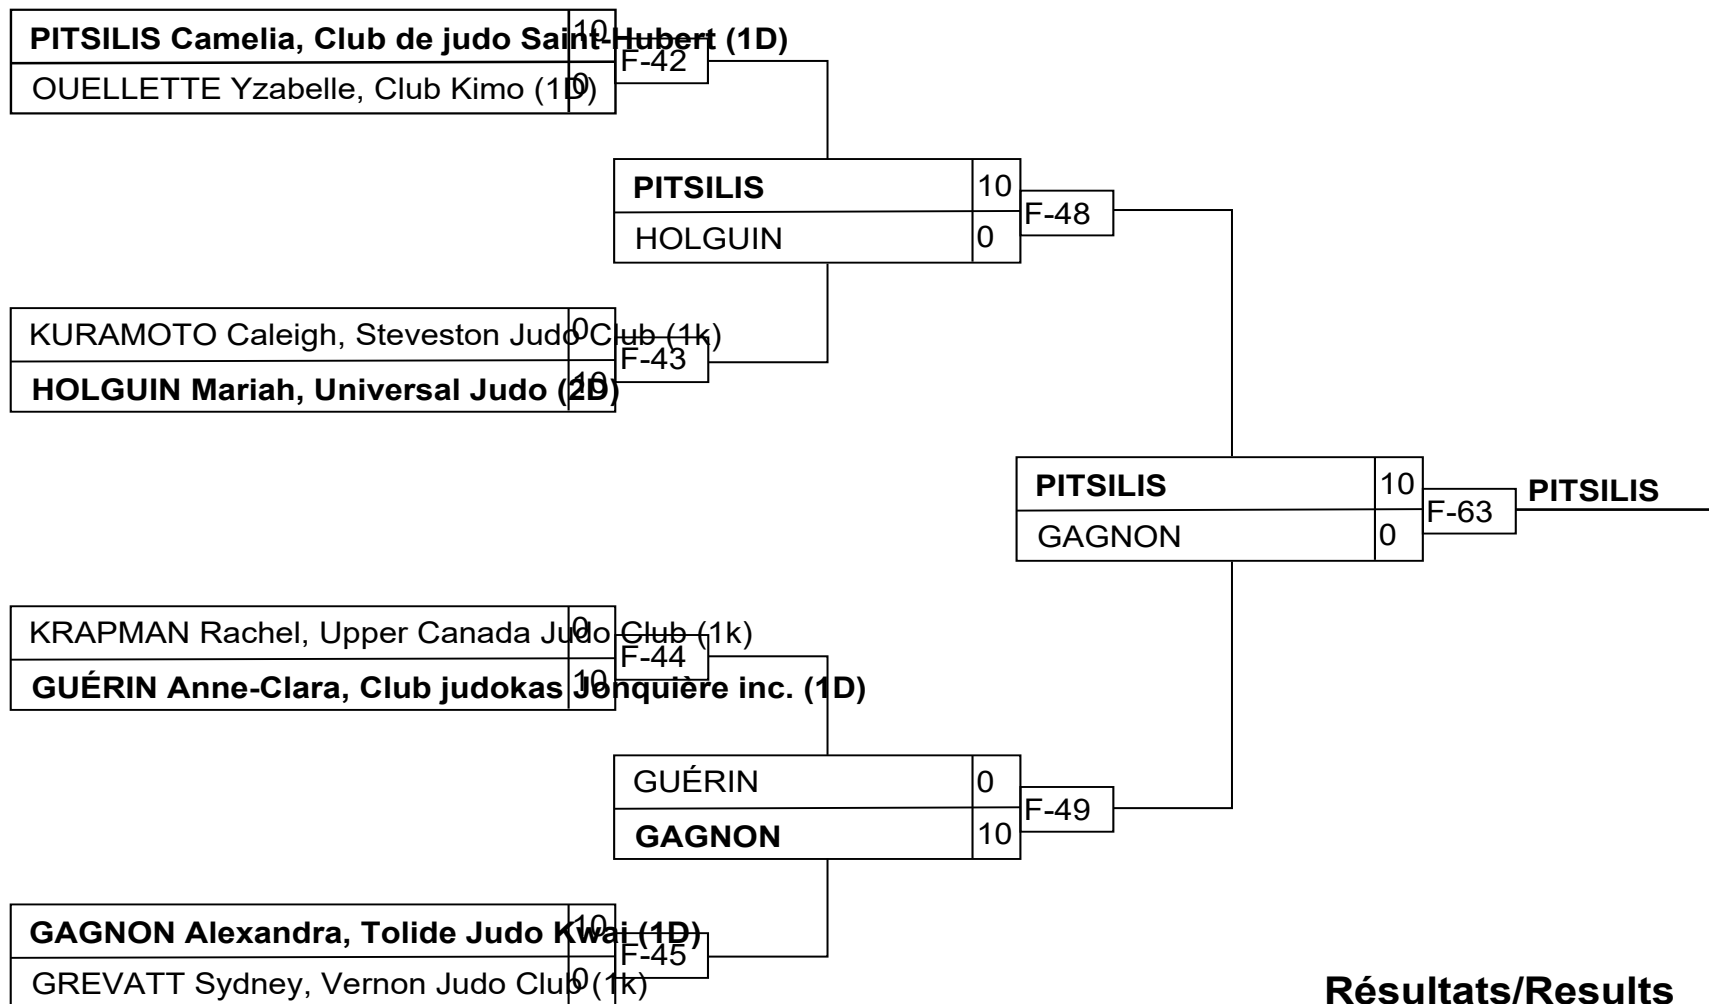 PITSILIS Camelia, Club de judo Saint-Hubert (1D)
10
OUELLETTE Yzabelle, Club Kimo (1D)
0
F-42
PITSILIS
10
HOLGUIN
0
F-48
KURAMOTO Caleigh, Steveston Judo Club (1k)
0
HOLGUIN Mariah, Universal Judo (2D)
10
F-43
PITSILIS
10
GAGNON
0
F-63
PITSILIS
KRAPMAN Rachel, Upper Canada Judo Club (1k)
0
GUÉRIN Anne-Clara, Club judokas Jonquière inc. (1D)
10
F-44
GUÉRIN
0
GAGNON
10
F-49
GAGNON Alexandra, Tolide Judo Kwai (1D)
10
GREVATT Sydney, Vernon Judo Club (1k)
0
F-45
Résultats/Results